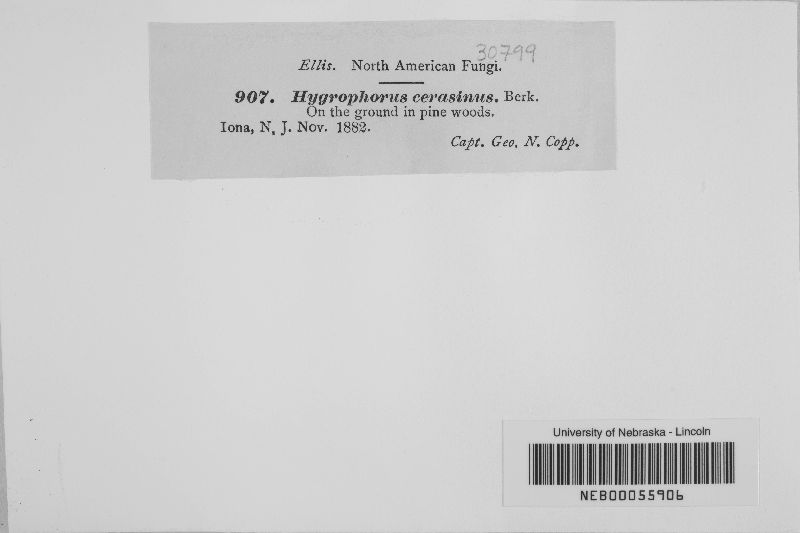 30799
Ellis. North American Fungi.
907. Hygrophorus cerasinus. Berk.
On the ground in pine woods.
Iona, N. J. Nov. 1882.
Capt. Geo. N. Copp.
University of Nebraska - Lincoln
NEB00055906